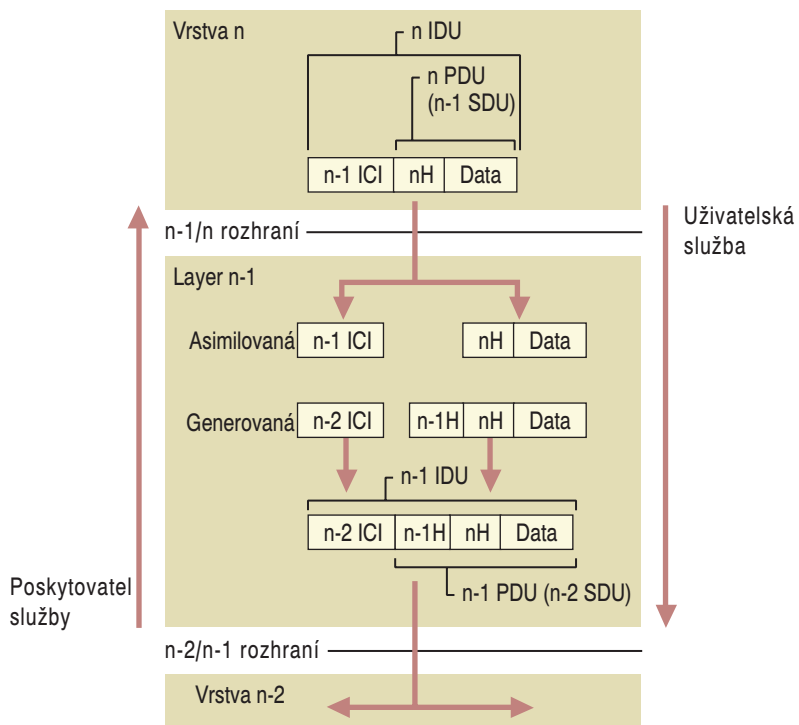 Vrstva n
n IDU
n PDU
(n-1 SDU)
n-1 ICI nH Data
n-1/n rozhraní
Uživatelská
služba
Layer n-1
Asimilovaná n-1 ICI nH Data
Generovaná n-2 ICI n-1H nH Data
n-1 IDU
n-2 ICI n-1H nH Data
n-1 PDU (n-2 SDU)
Poskytovatel
služby
n-2/n-1 rozhraní
Vrstva n-2